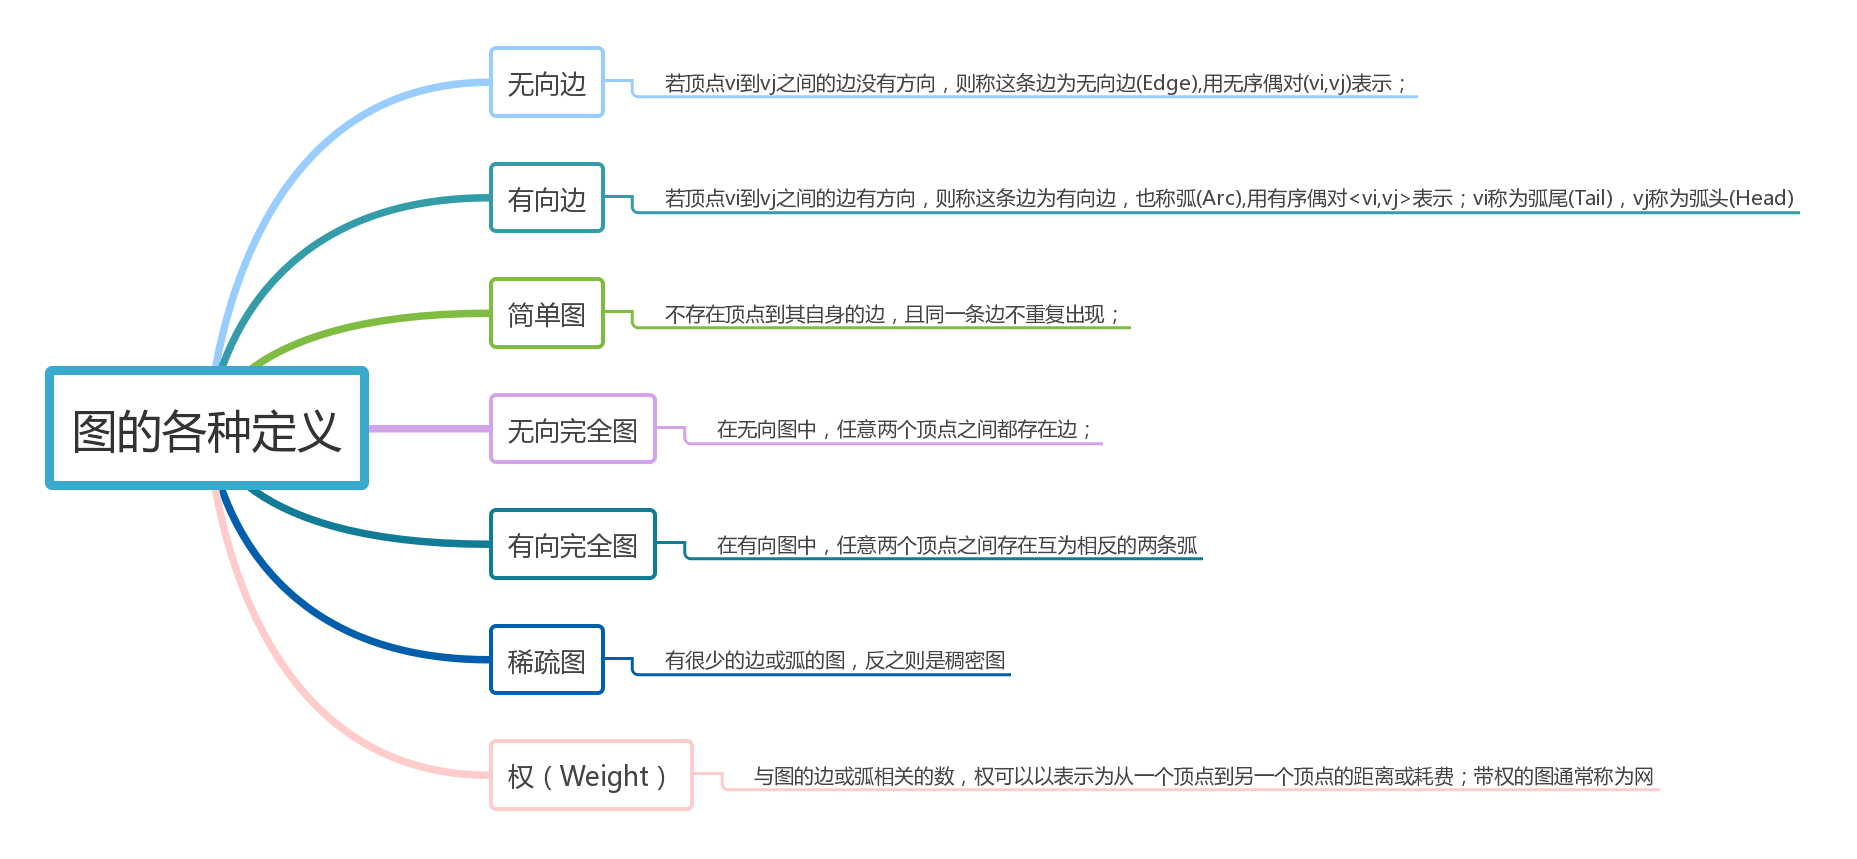 无向边
若顶点vi到vj之间的边没有方向，则称这条边为无向边(Edge),用无序偶对(vi,vj)表示；
有向边
若顶点vi到vj之间的边有方向，则称这条边为有向边，也称弧(Arc),用有序偶对<vi,vj>表示；vi称为弧尾(Tail)，vj称为弧头(Head)
简单图
不存在顶点到其自身的边，且同一条边不重复出现；
图的各种定义
无向完全图
在无向图中，任意两个顶点之间都存在边；
有向完全图
在有向图中，任意两个顶点之间存在互为相反的两条弧
稀疏图
有很少的边或弧的图，反之则是稠密图
权（Weight）
与图的边或弧相关的数，权可以以表示为从一个顶点到另一个顶点的距离或耗费；带权的图通常称为网